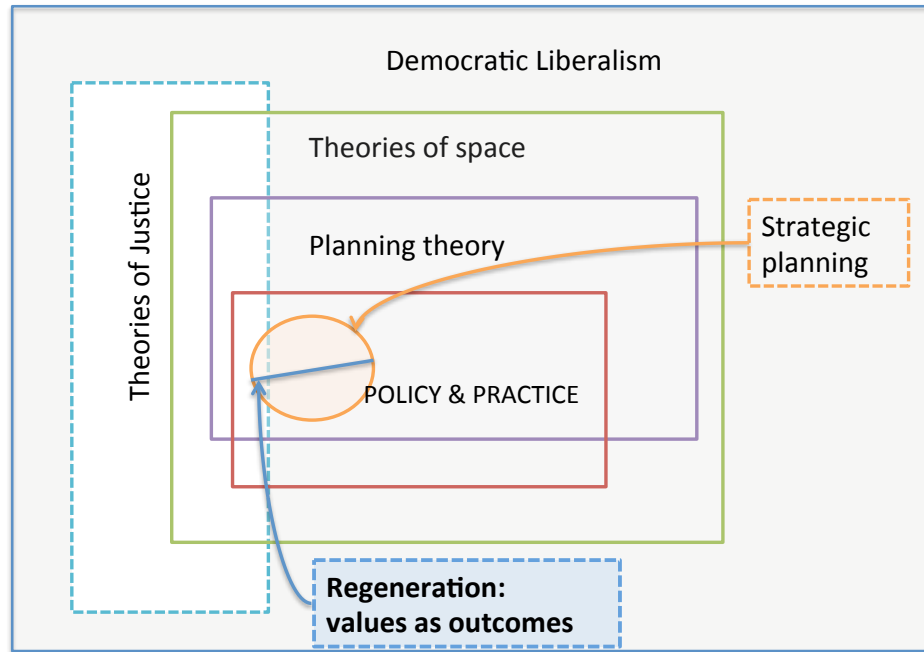 Democratic Liberalism
Theories of space
Theories of Justice
Planning theory
Strategic
planning
POLICY & PRACTICE
Regeneration:
values as outcomes